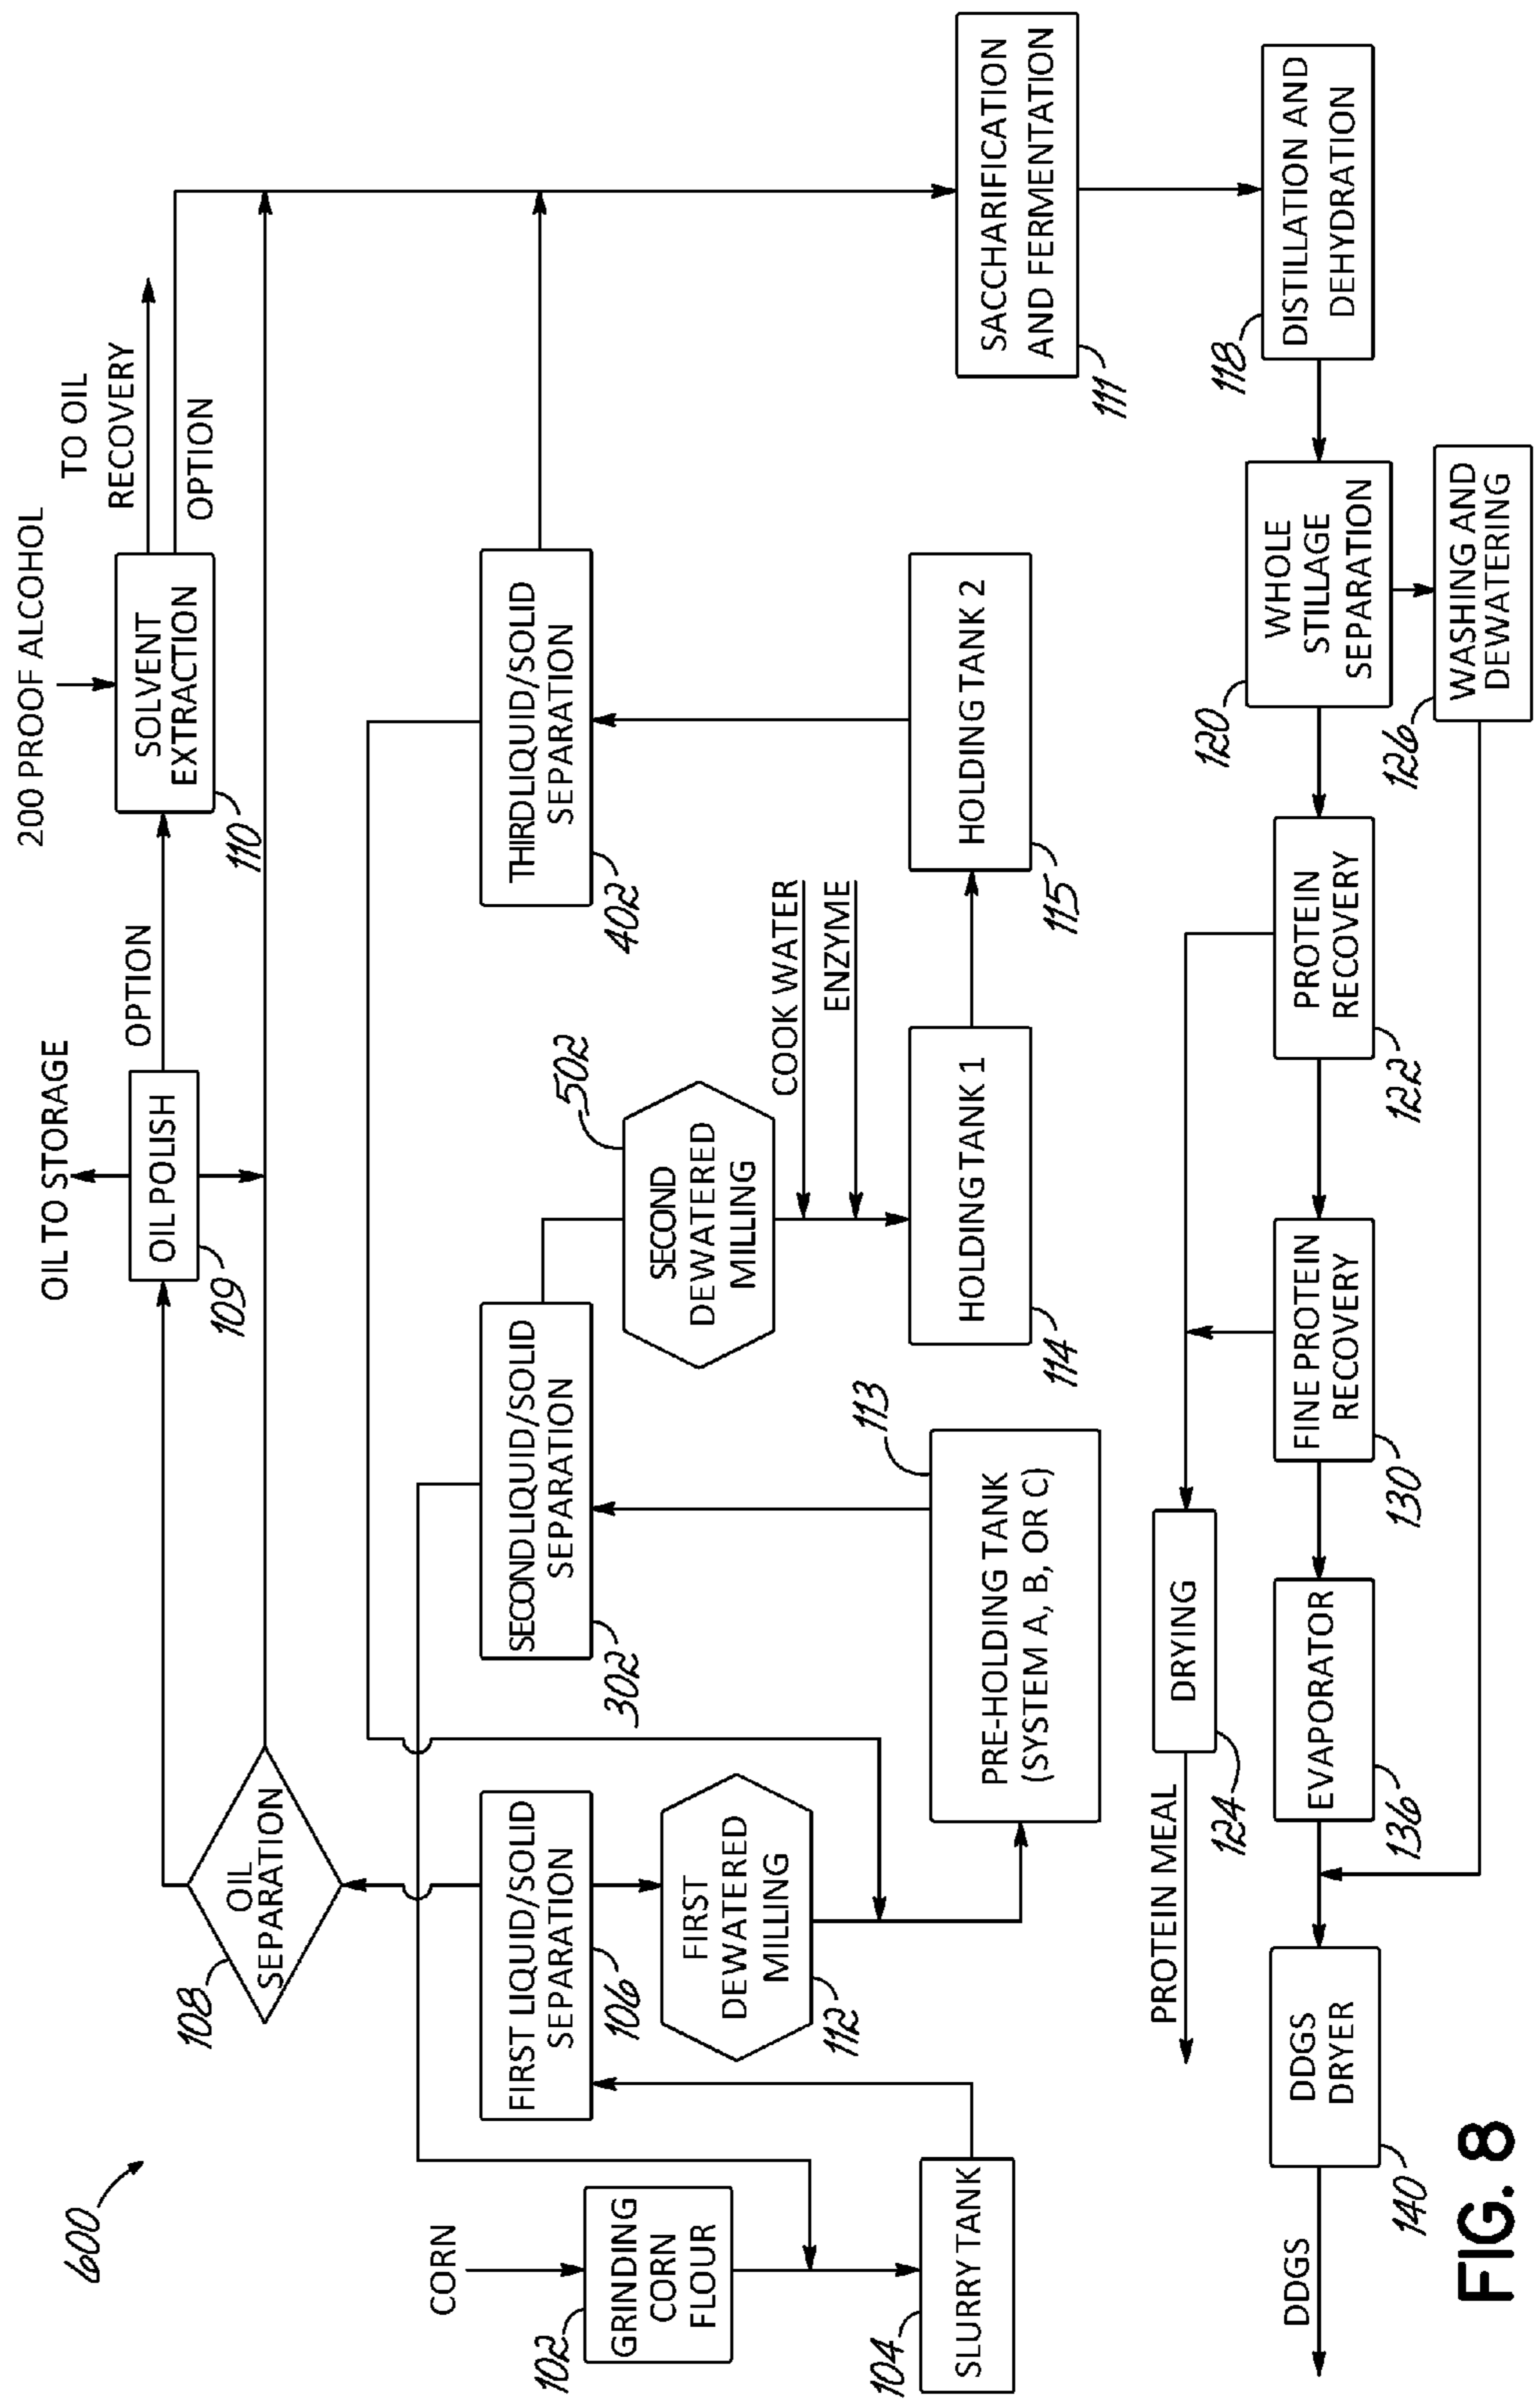 600
CORN
GRINDING
CORN
FLOUR
102
SLURRY TANK
104
OIL
SEPARATION
108
FIRST LIQUID/SOLID
SEPARATION
106
FIRST
DEWATERED
MILLING
112
OIL TO STORAGE
OIL POLISH
109
OPTION
200 PROOF ALCOHOL
SOLVENT
EXTRACTION
110
TO OIL
RECOVERY
OPTION
SECOND LIQUID/SOLID
SEPARATION
302
PRE-HOLDING TANK
(SYSTEM A, B, OR C)
113
SECOND
DEWATERED
MILLING
502
COOK WATER
ENZYME
HOLDING TANK 1
114
THIRD LIQUID/SOLID
SEPARATION
402
HOLDING TANK 2
115
SACCHARIFICATION
AND FERMENTATION
111
DISTILLATION AND
DEHYDRATION
118
WHOLE
STILLAGE
SEPARATION
120
WASHING AND
DEWATERING
126
PROTEIN
RECOVERY
122
FINE PROTEIN
RECOVERY
130
DRYING
124
PROTEIN MEAL
EVAPORATOR
136
DDGS
DRYER
140
DDGS
FIG. 8